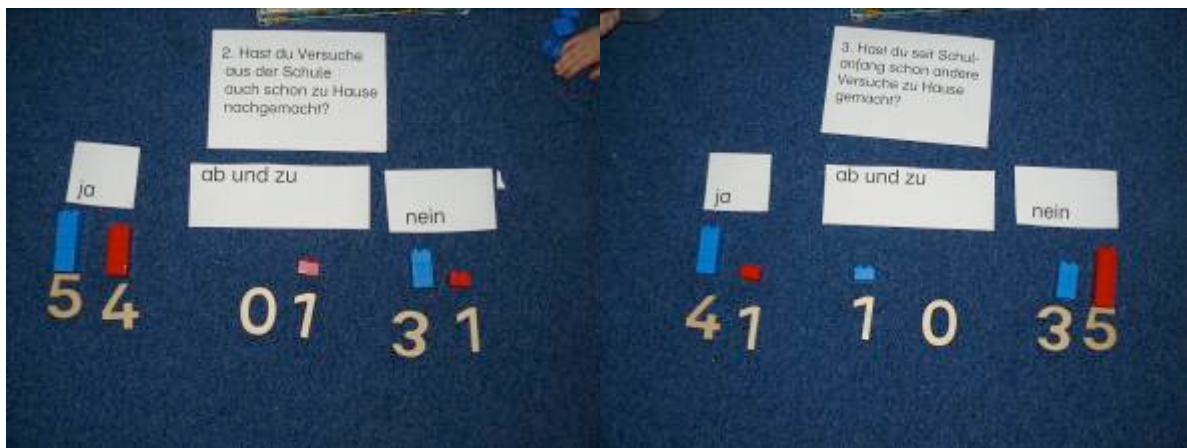 2. Hast du Versuche
aus der Schule
auch schon zu Hause
nachgemacht?
ja
ab und zu
nein
5 4
0 1
3 1
3. Hast du seit Schul-
anfang schon andere
Versuche zu Hause
gemacht?
ja
ab und zu
nein
4 1
1 0
3 5